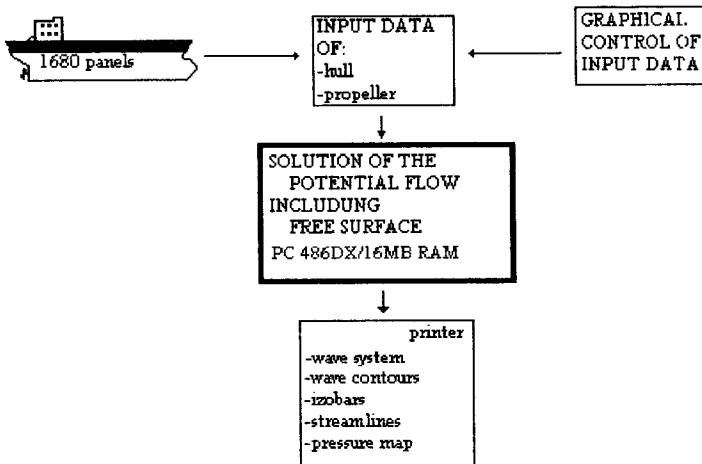 1680 panels
INPUT DATA
OF:
-hull
-propeller
GRAPHICAL
CONTROL OF
INPUT DATA
SOLUTION OF THE
POTENTIAL FLOW
INCLUDUNG
FREE SURFACE
PC 486DX/16MB RAM
printer
-wave system
-wave contours
-izobars
-streamlines
-pressure map